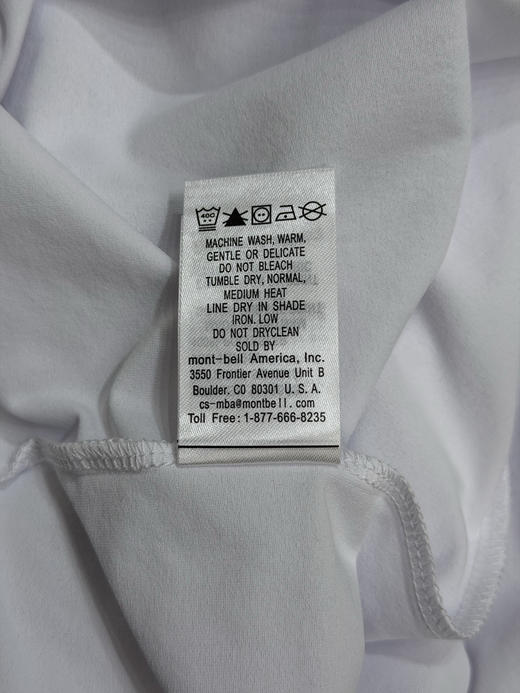 40C
MACHINE WASH, WARM,
GENTLE OR DELICATE
DO NOT BLEACH
TUMBLE DRY, NORMAL,
MEDIUM HEAT
LINE DRY IN SHADE
IRON. LOW
DO NOT DRYCLEAN
SOLD BY
mont-bell America, Inc.
3550 Frontier Avenue Unit B
Boulder. CO 80301 U. S. A.
cs-mba@montbell.com
Toll Free: 1-877-666-8235